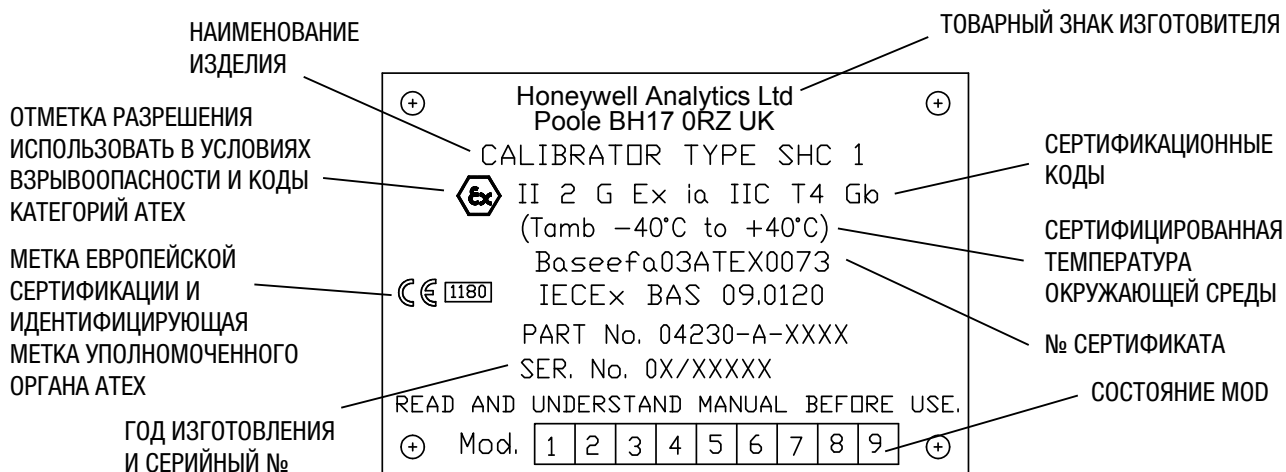 НАИМЕНОВАНИЕ
ИЗДЕЛИЯ
ТОВАРНЫЙ ЗНАК ИЗГОТОВИТЕЛЯ
ОТМЕТКА РАЗРЕШЕНИЯ
ИСПОЛЬЗОВАТЬ В УСЛОВИЯХ
ВЗРЫВООПАСНОСТИ И КОДЫ
КАТЕГОРИЙ ATEX
МЕТКА ЕВРОПЕЙСКОЙ
СЕРТИФИКАЦИИ И
ИДЕНТИФИЦИРУЮЩАЯ
МЕТКА УПОЛНОМОЧЕННОГО
ОРГАНА ATEX
ГОД ИЗГОТОВЛЕНИЯ
И СЕРИЙНЫЙ №
Honeywell Analytics Ltd
Poole BH17 0RZ UK
CALIBRATOR TYPE SHC 1
Ex II 2 G Ex ia IIC T4 Gb
(Tamb -40°C to +40°C)
Baseefa03ATEX0073
CE 1180 IECEx BAS 09.0120
PART No. 04230-A-XXXX
SER. No. 0X/XXXXX
READ AND UNDERSTAND MANUAL BEFORE USE.
Mod. 1 2 3 4 5 6 7 8 9
СЕРТИФИКАЦИОННЫЕ
КОДЫ
СЕРТИФИЦИРОВАННАЯ
ТЕМПЕРАТУРА
ОКРУЖАЮЩЕЙ СРЕДЫ
№ СЕРТИФИКАТА
СОСТОЯНИЕ MOD